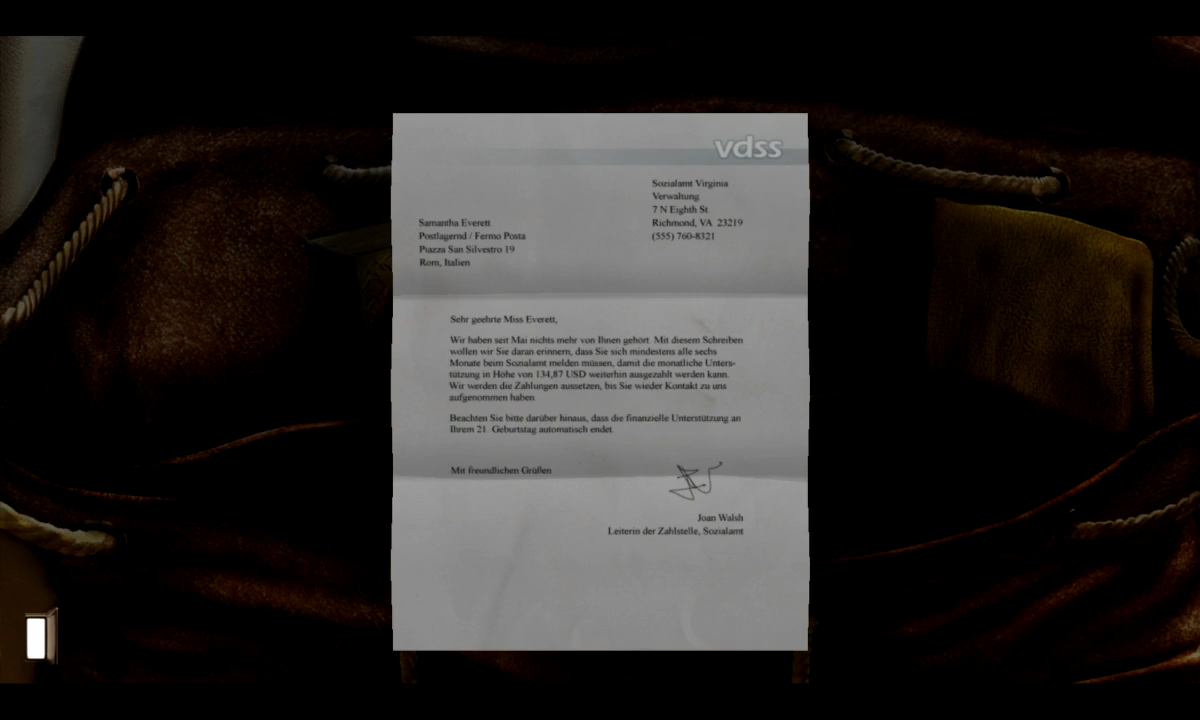 vdss
Sozialamt Virginia
Verwaltung
7 N Eighth St.
Richmond, VA 23219
(555) 760-8321
Samantha Everett
Postlagernd / Fermo Posta
Piazza San Silvestro 19
Rom, Italien
Sehr geehrte Miss Everett,
Wir haben seit Mai nichts mehr von Ihnen gehört. Mit diesem Schreiben
wollen wir Sie daran erinnern, dass Sie sich mindestens alle sechs
Monate beim Sozialamt melden müssen, damit die monatliche Unters-
tützung in Höhe von 134,87 USD weiterhin ausgezahlt werden kann.
Wir werden die Zahlungen aussetzen, bis Sie wieder Kontakt zu uns
aufgenommen haben.
Beachten Sie bitte darüber hinaus, dass die finanzielle Unterstützung an
Ihrem 21. Geburtstag automatisch endet.
Mit freundlichen Grüßen
Joan Walsh
Leiterin der Zahlstelle, Sozialamt